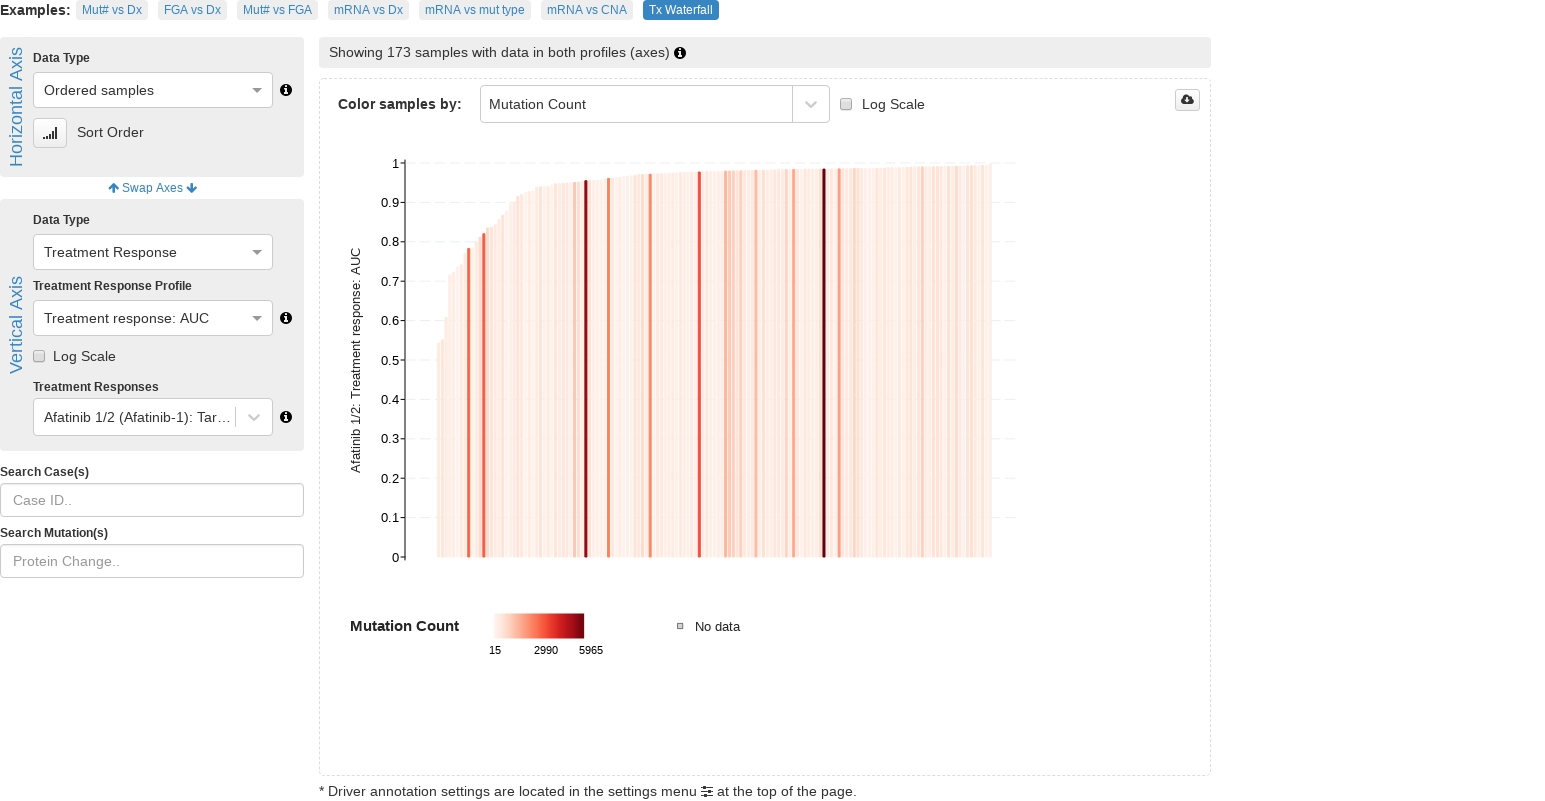 Examples: Mut# vs Dx FGA vs Dx Mut# vs FGA mRNA vs Dx mRNA vs mut type mRNA vs CNA Tx Waterfall
Horizontal Axis
Data Type
Ordered samples
Sort Order
Swap Axes
Vertical Axis
Data Type
Treatment Response
Treatment Response Profile
Treatment response: AUC
Log Scale
Treatment Responses
Afatinib 1/2 (Afatinib-1): Tar…
Search Case(s)
Case ID..
Search Mutation(s)
Protein Change..
Showing 173 samples with data in both profiles (axes)
Color samples by: Mutation Count Log Scale
Afatinib 1/2: Treatment response: AUC
1
0.9
0.8
0.7
0.6
0.5
0.4
0.3
0.2
0.1
0
Mutation Count
15 2990 5965
No data
* Driver annotation settings are located in the settings menu at the top of the page.